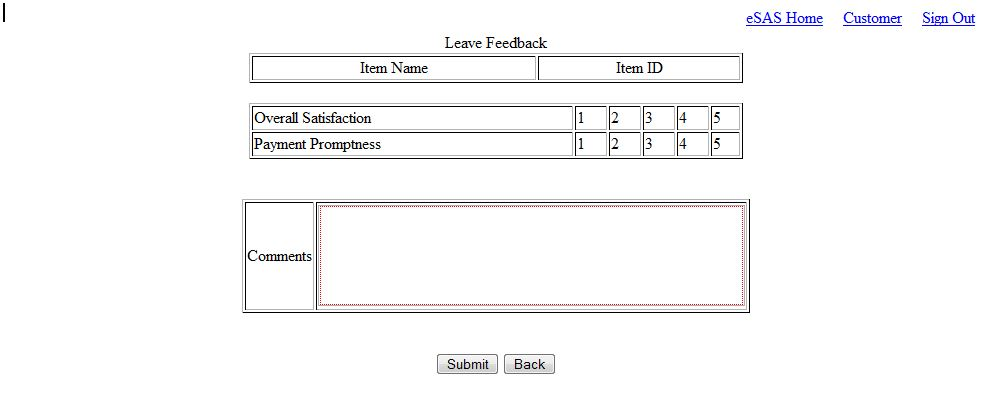 eSAS Home Customer Sign Out
Leave Feedback
Item Name Item ID
Overall Satisfaction 1 2 3 4 5
Payment Promptness 1 2 3 4 5
Comments
Submit Back